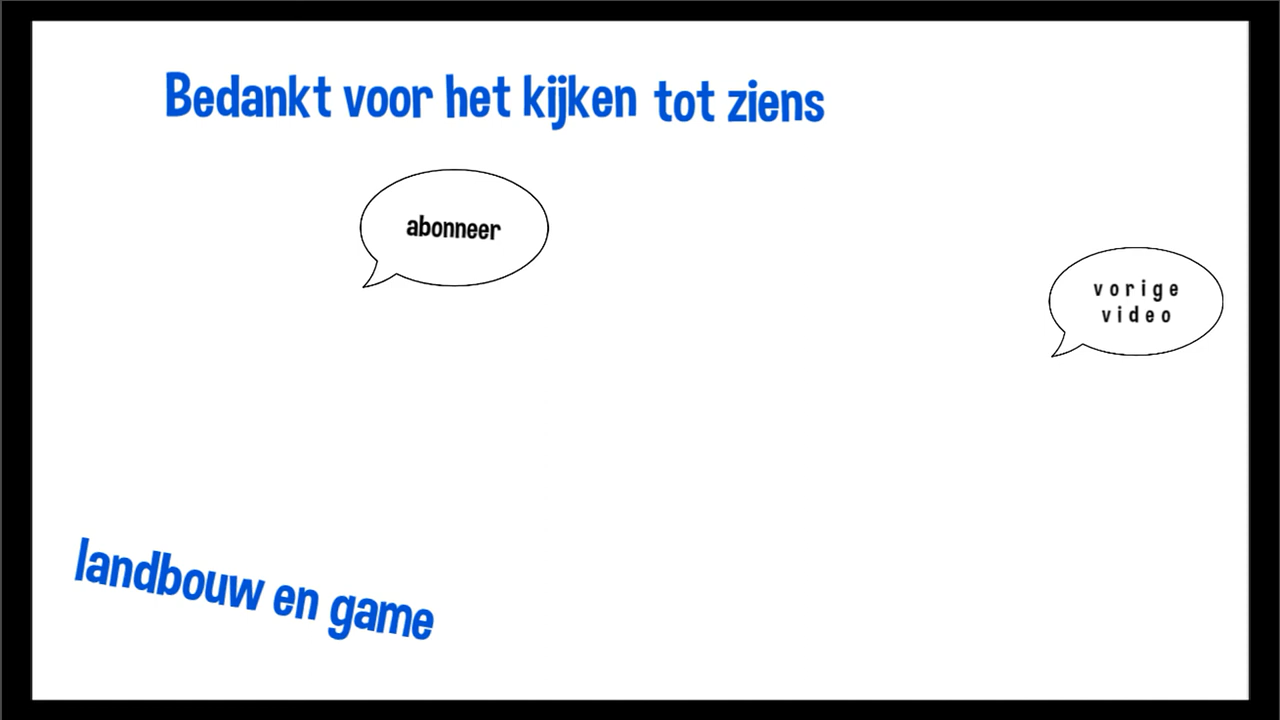 Bedankt voor het kijken tot ziens
abonneer
vorige
video
landbouw en game